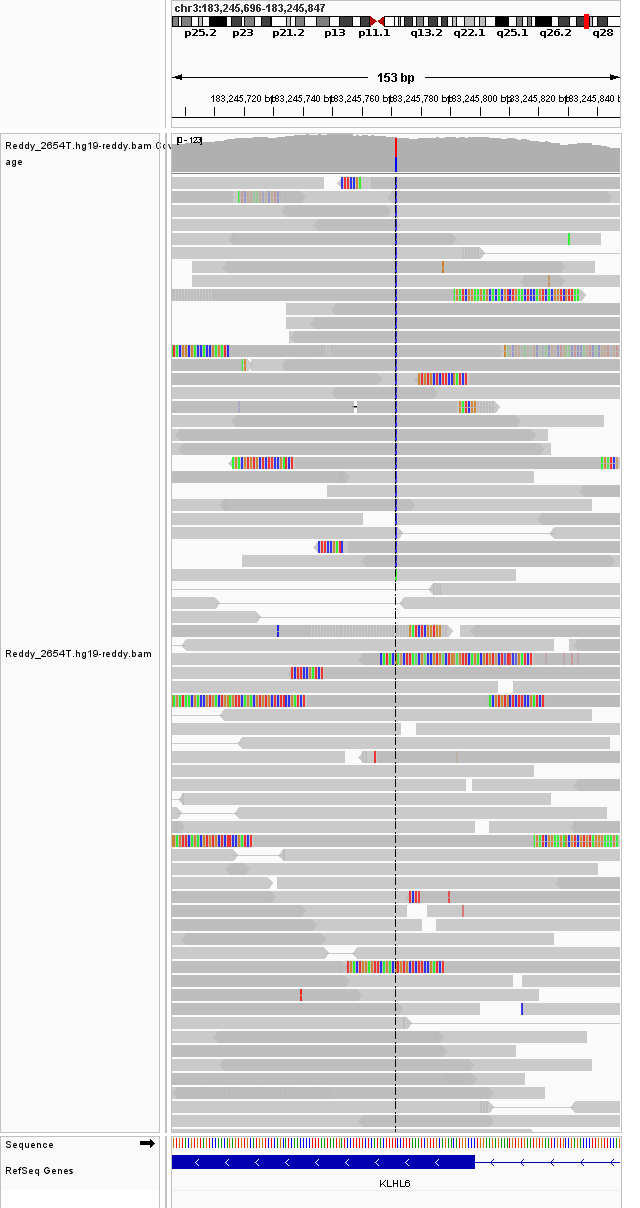 chr3:183,245,696-183,245,847
p25.2 p23 p21.2 p13 p11.1 q13.2 q22.1 q25.1 q26.2 q28
153 bp
183,245,720 bp 183,245,740 bp 183,245,760 bp 183,245,780 bp 183,245,800 bp 183,245,820 bp 183,245,840 b
Reddy_2654T.hg19-reddy.bam Cov
age
[0 - 123]
Reddy_2654T.hg19-reddy.bam
Sequence
RefSeq Genes
KLHL6